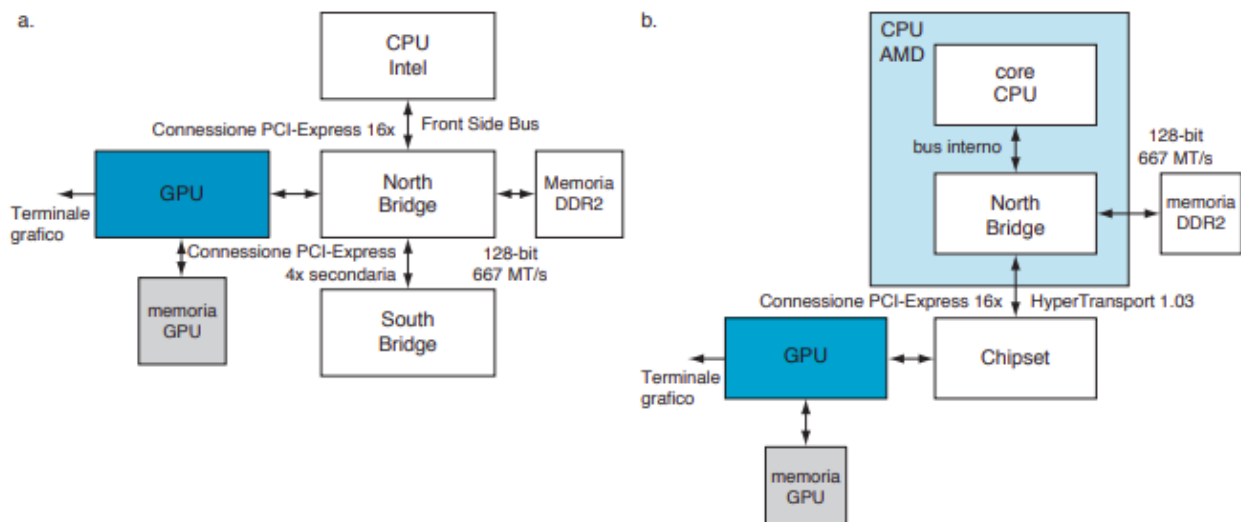 a.
CPU
Intel
Connessione PCI-Express 16x
Front Side Bus
GPU
North
Bridge
Memoria
DDR2
Terminale
grafico
Connessione PCI-Express
4x secondaria
128-bit
667 MT/s
memoria
GPU
South
Bridge
b.
CPU
AMD
core
CPU
bus interno
128-bit
667 MT/s
North
Bridge
memoria
DDR2
Connessione PCI-Express 16x
HyperTransport 1.03
GPU
Chipset
Terminale
grafico
memoria
GPU